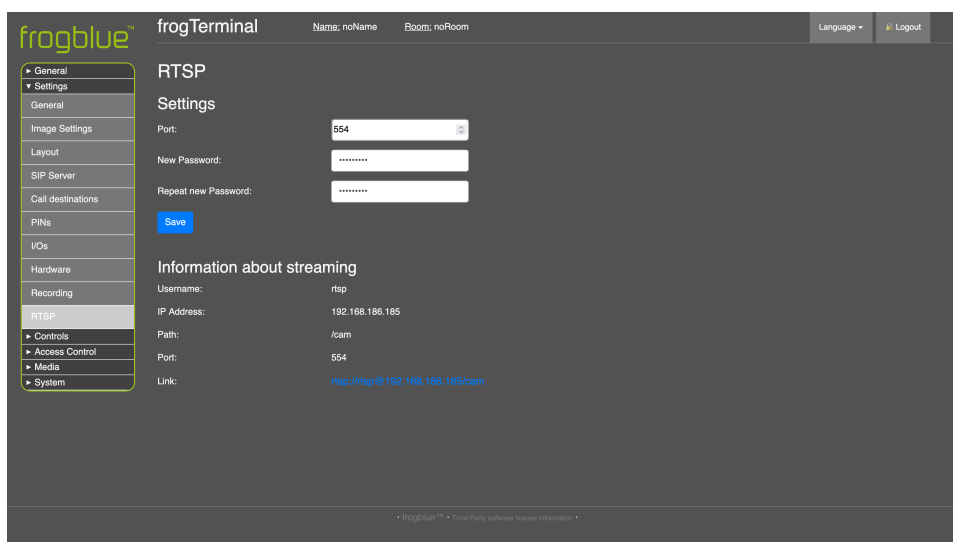 frogblue™
frogTerminal
Name: noName
Room: noRoom
Language
Logout
General
Settings
General
Image Settings
Layout
SIP Server
Call destinations
PINs
I/Os
Hardware
Recording
RTSP
Controls
Access Control
Media
System
RTSP
Settings
Port: 554
New Password: •••••••••
Repeat new Password: •••••••••
Save
Information about streaming
Username: rtsp
IP Address: 192.168.186.185
Path: /cam
Port: 554
Link: rtsp://rtsp@192.168.186.185/cam
• frogblue™ • Third-Party software license information •